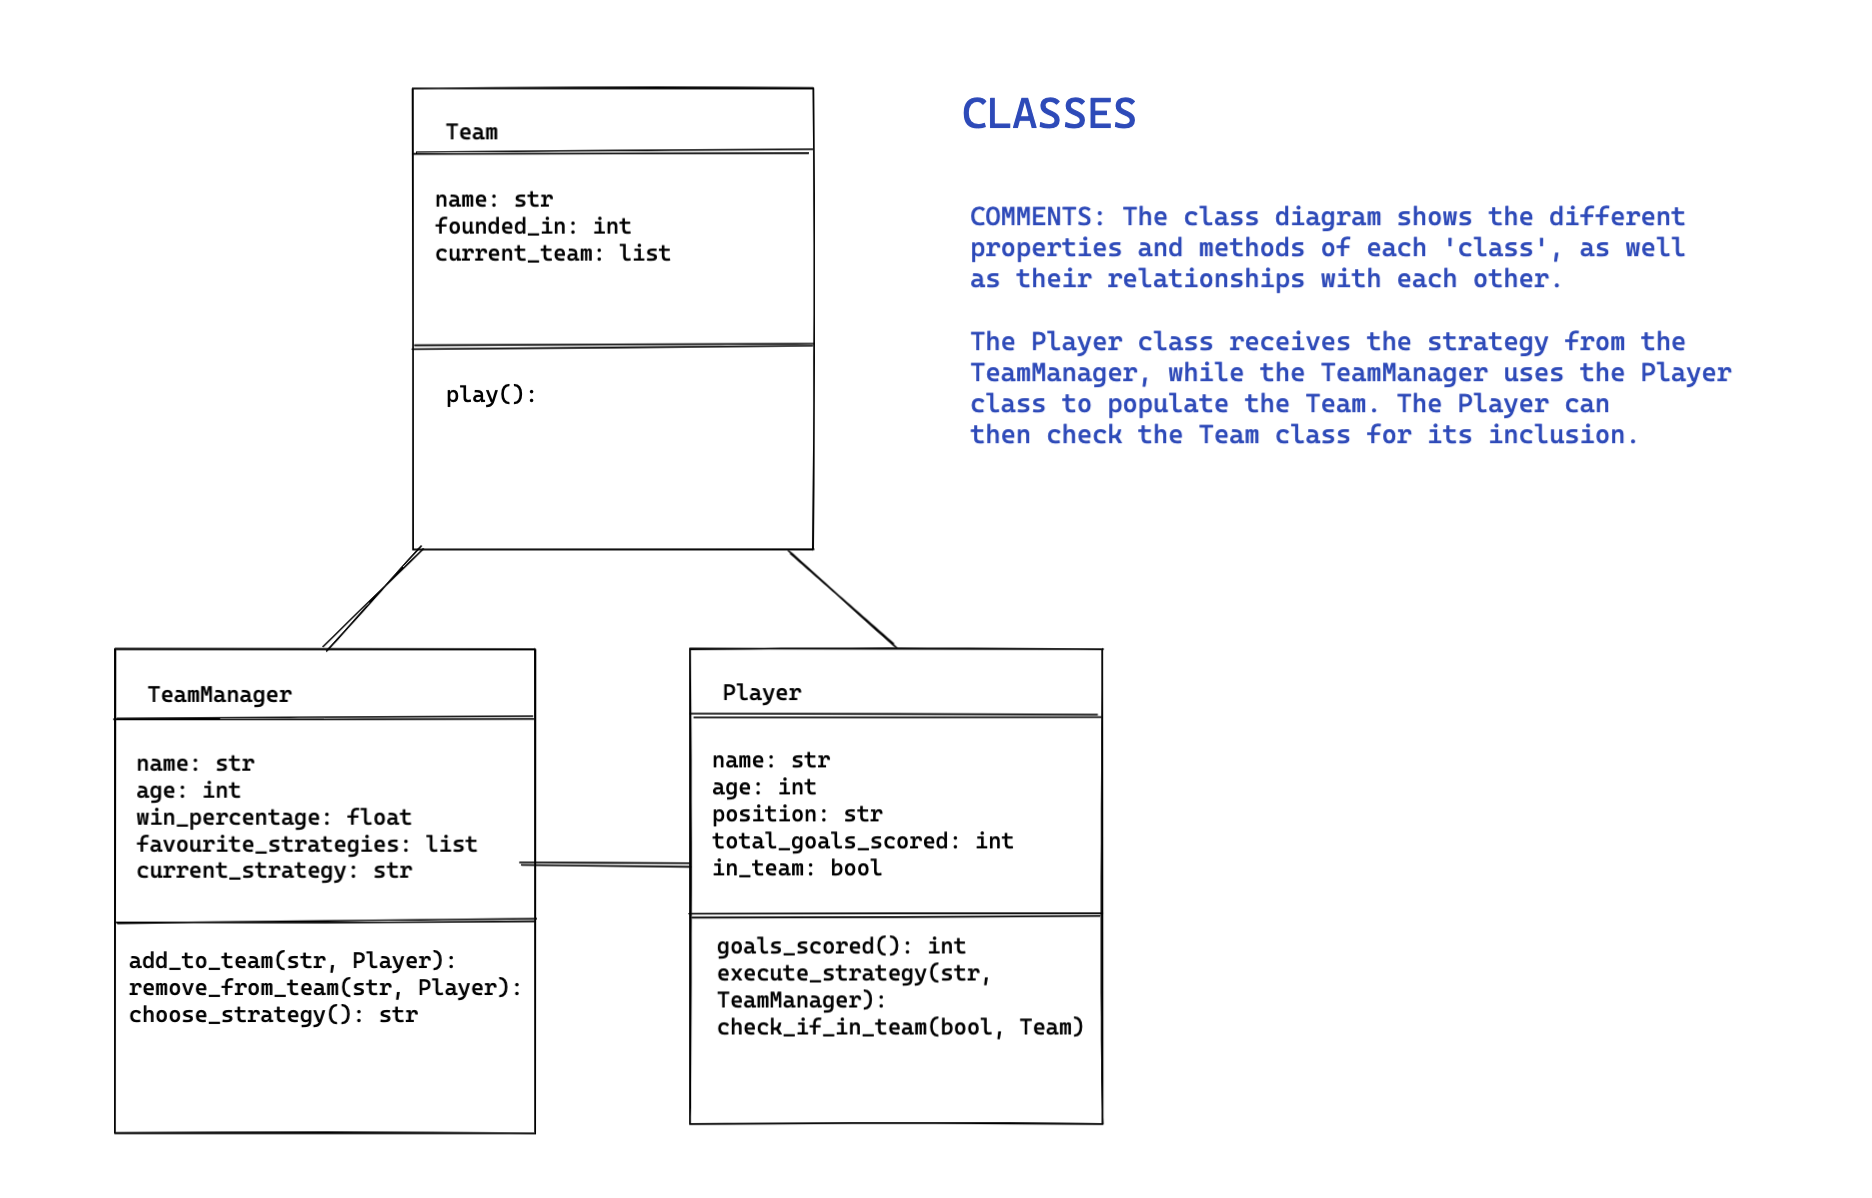 Team
name: str
founded_in: int
current_team: list
play():
CLASSES
COMMENTS: The class diagram shows the different
properties and methods of each 'class', as well
as their relationships with each other.
The Player class receives the strategy from the
TeamManager, while the TeamManager uses the Player
class to populate the Team. The Player can
then check the Team class for its inclusion.
TeamManager
name: str
age: int
win_percentage: float
favourite_strategies: list
current_strategy: str
add_to_team(str, Player):
remove_from_team(str, Player):
choose_strategy(): str
Player
name: str
age: int
position: str
total_goals_scored: int
in_team: bool
goals_scored(): int
execute_strategy(str,
TeamManager):
check_if_in_team(bool, Team)